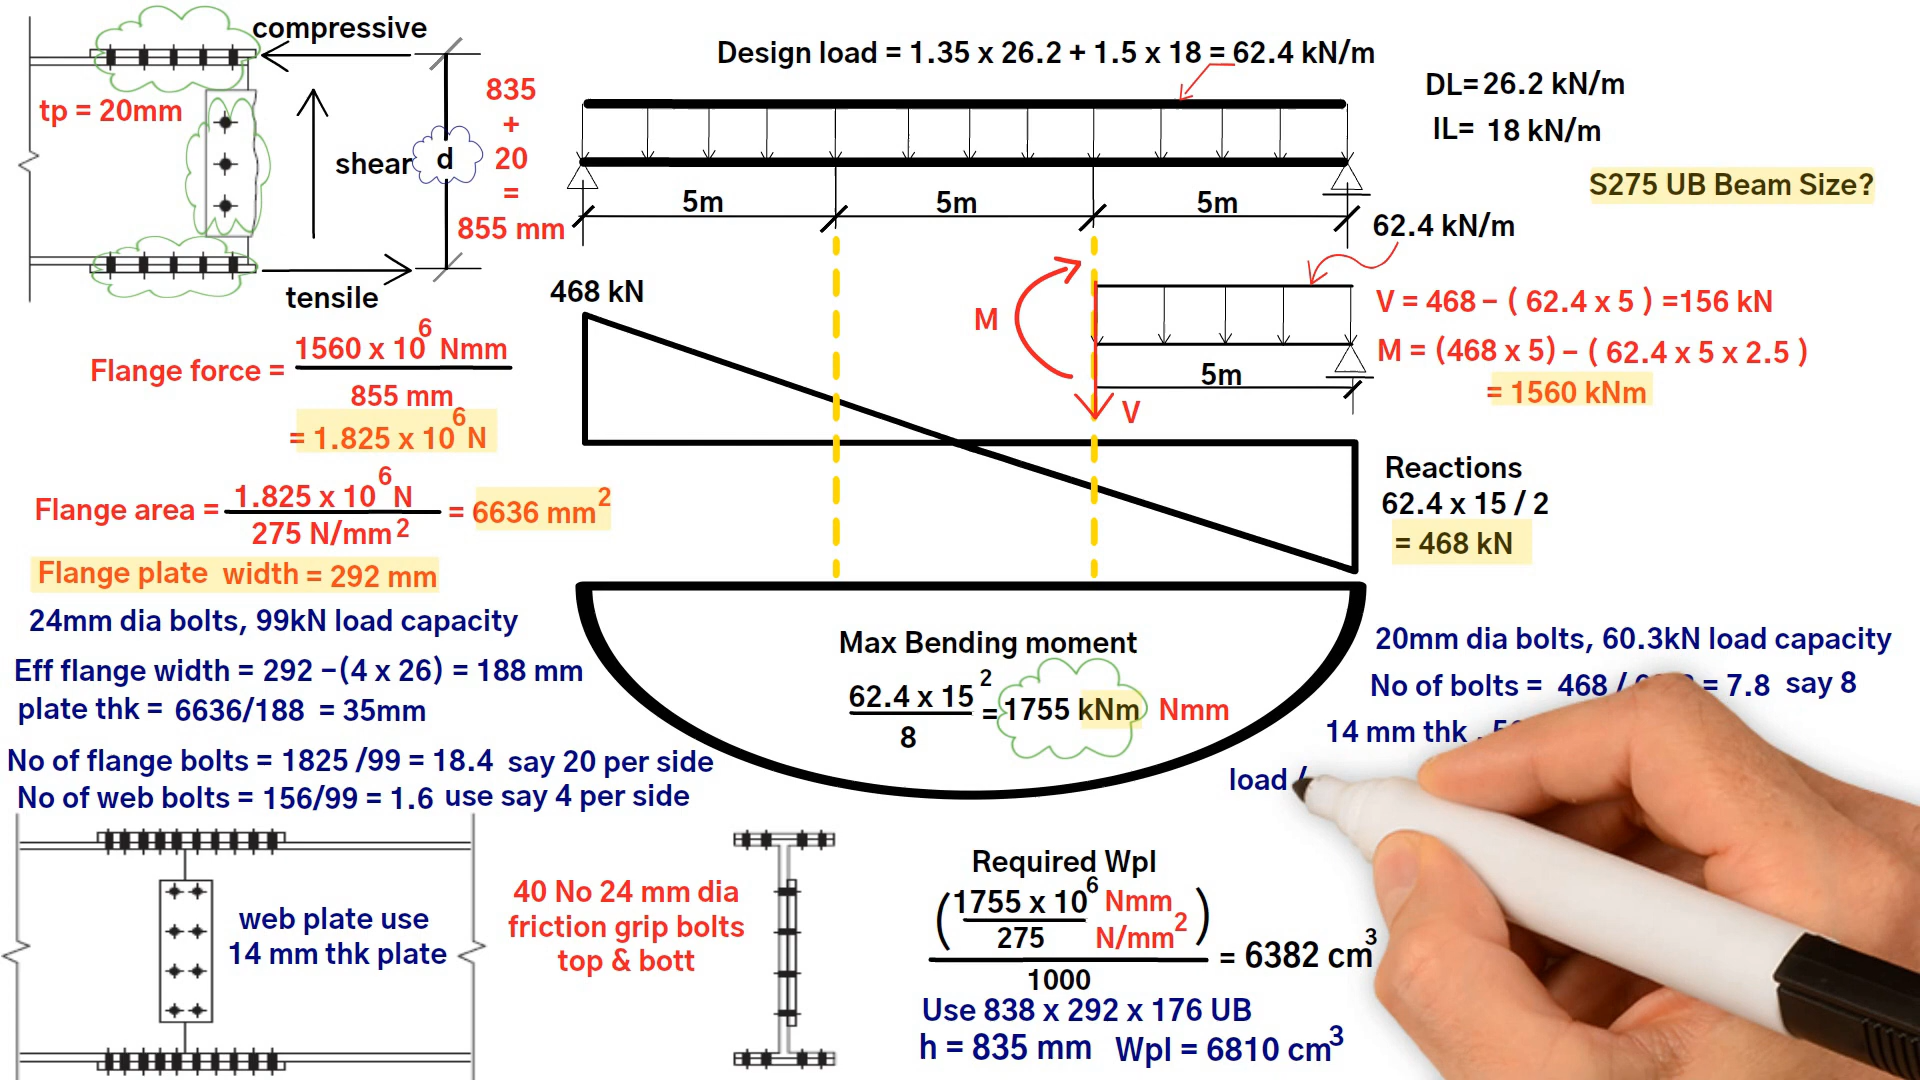 compressive
tp = 20mm
shear
d
tensile
835
+
20
=
855 mm
Design load = 1.35 x 26.2 + 1.5 x 18 = 62.4 kN/m
DL= 26.2 kN/m
IL= 18 kN/m
S275 UB Beam Size?
5m
5m
5m
62.4 kN/m
468 kN
M
V
5m
V = 468 – ( 62.4 x 5 ) =156 kN
M = (468 x 5) – ( 62.4 x 5 x 2.5 )
= 1560 kNm
Flange force = 1560 x 10⁶ Nmm
855 mm
= 1.825 x 10⁶ N
Flange area = 1.825 x 10⁶ N
275 N/mm²
= 6636 mm²
Flange plate width = 292 mm
24mm dia bolts, 99kN load capacity
Eff flange width = 292 –(4 x 26) = 188 mm
plate thk = 6636/188 = 35mm
No of flange bolts = 1825 /99 = 18.4 say 20 per side
No of web bolts = 156/99 = 1.6 use say 4 per side
Reactions
62.4 x 15 / 2
= 468 kN
Max Bending moment
62.4 x 15²
8
= 1755 kNm Nmm
20mm dia bolts, 60.3kN load capacity
No of bolts = 468 / = 7.8 say 8
14 mm thk
load /
web plate use
14 mm thk plate
40 No 24 mm dia
friction grip bolts
top & bott
Required Wpl
(1755 x 10⁶ Nmm
275 N/mm²)
1000
= 6382 cm³
Use 838 x 292 x 176 UB
h = 835 mm Wpl = 6810 cm³